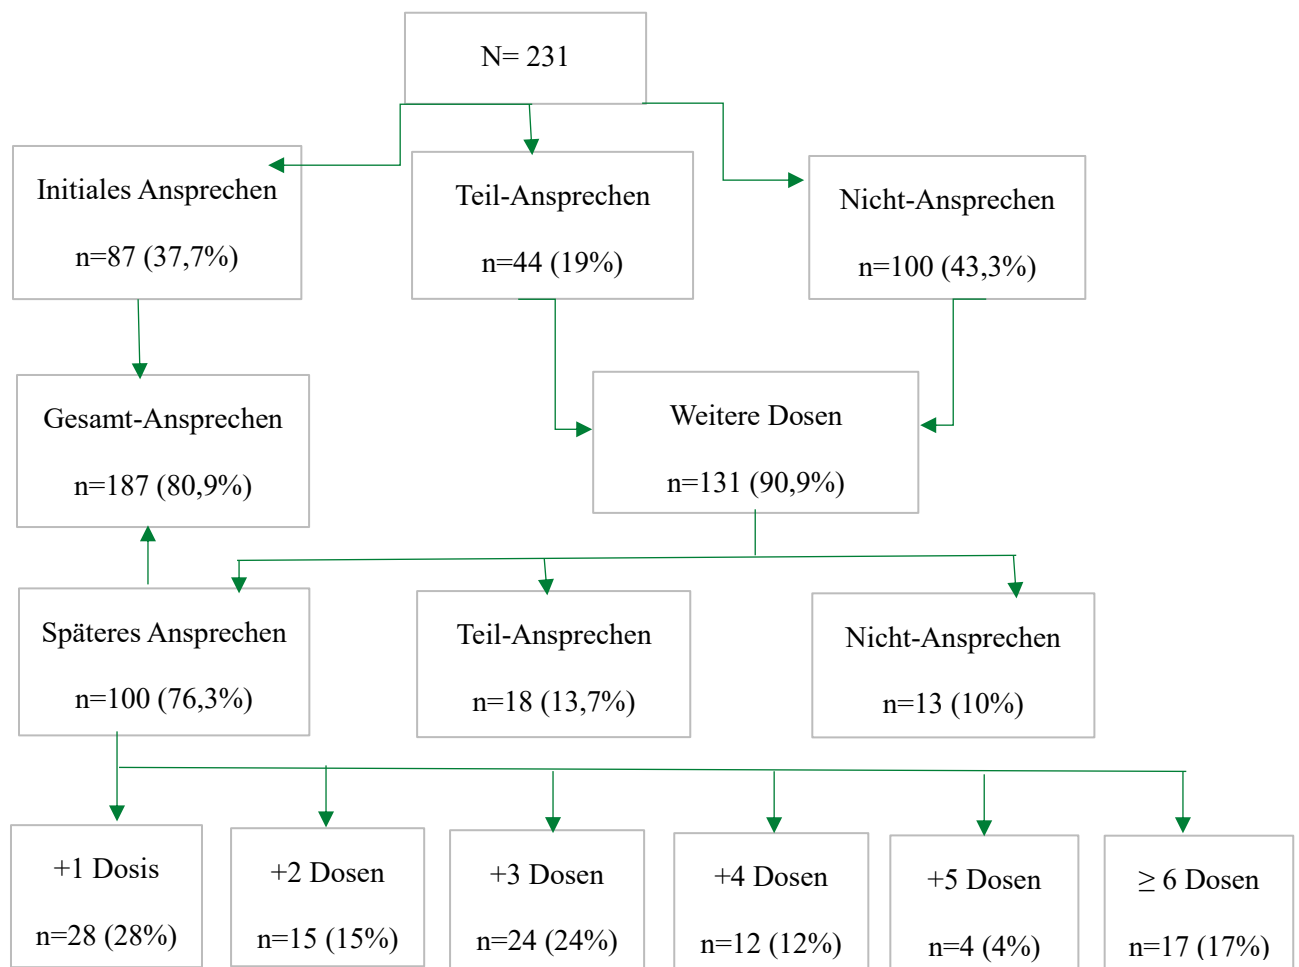 N= 231
Initiales Ansprechen
n=87 (37,7%)
Teil-Ansprechen
n=44 (19%)
Nicht-Ansprechen
n=100 (43,3%)
Gesamt-Ansprechen
n=187 (80,9%)
Weitere Dosen
n=131 (90,9%)
Späteres Ansprechen
n=100 (76,3%)
Teil-Ansprechen
n=18 (13,7%)
Nicht-Ansprechen
n=13 (10%)
+1 Dosis
n=28 (28%)
+2 Dosen
n=15 (15%)
+3 Dosen
n=24 (24%)
+4 Dosen
n=12 (12%)
+5 Dosen
n=4 (4%)
≥ 6 Dosen
n=17 (17%)